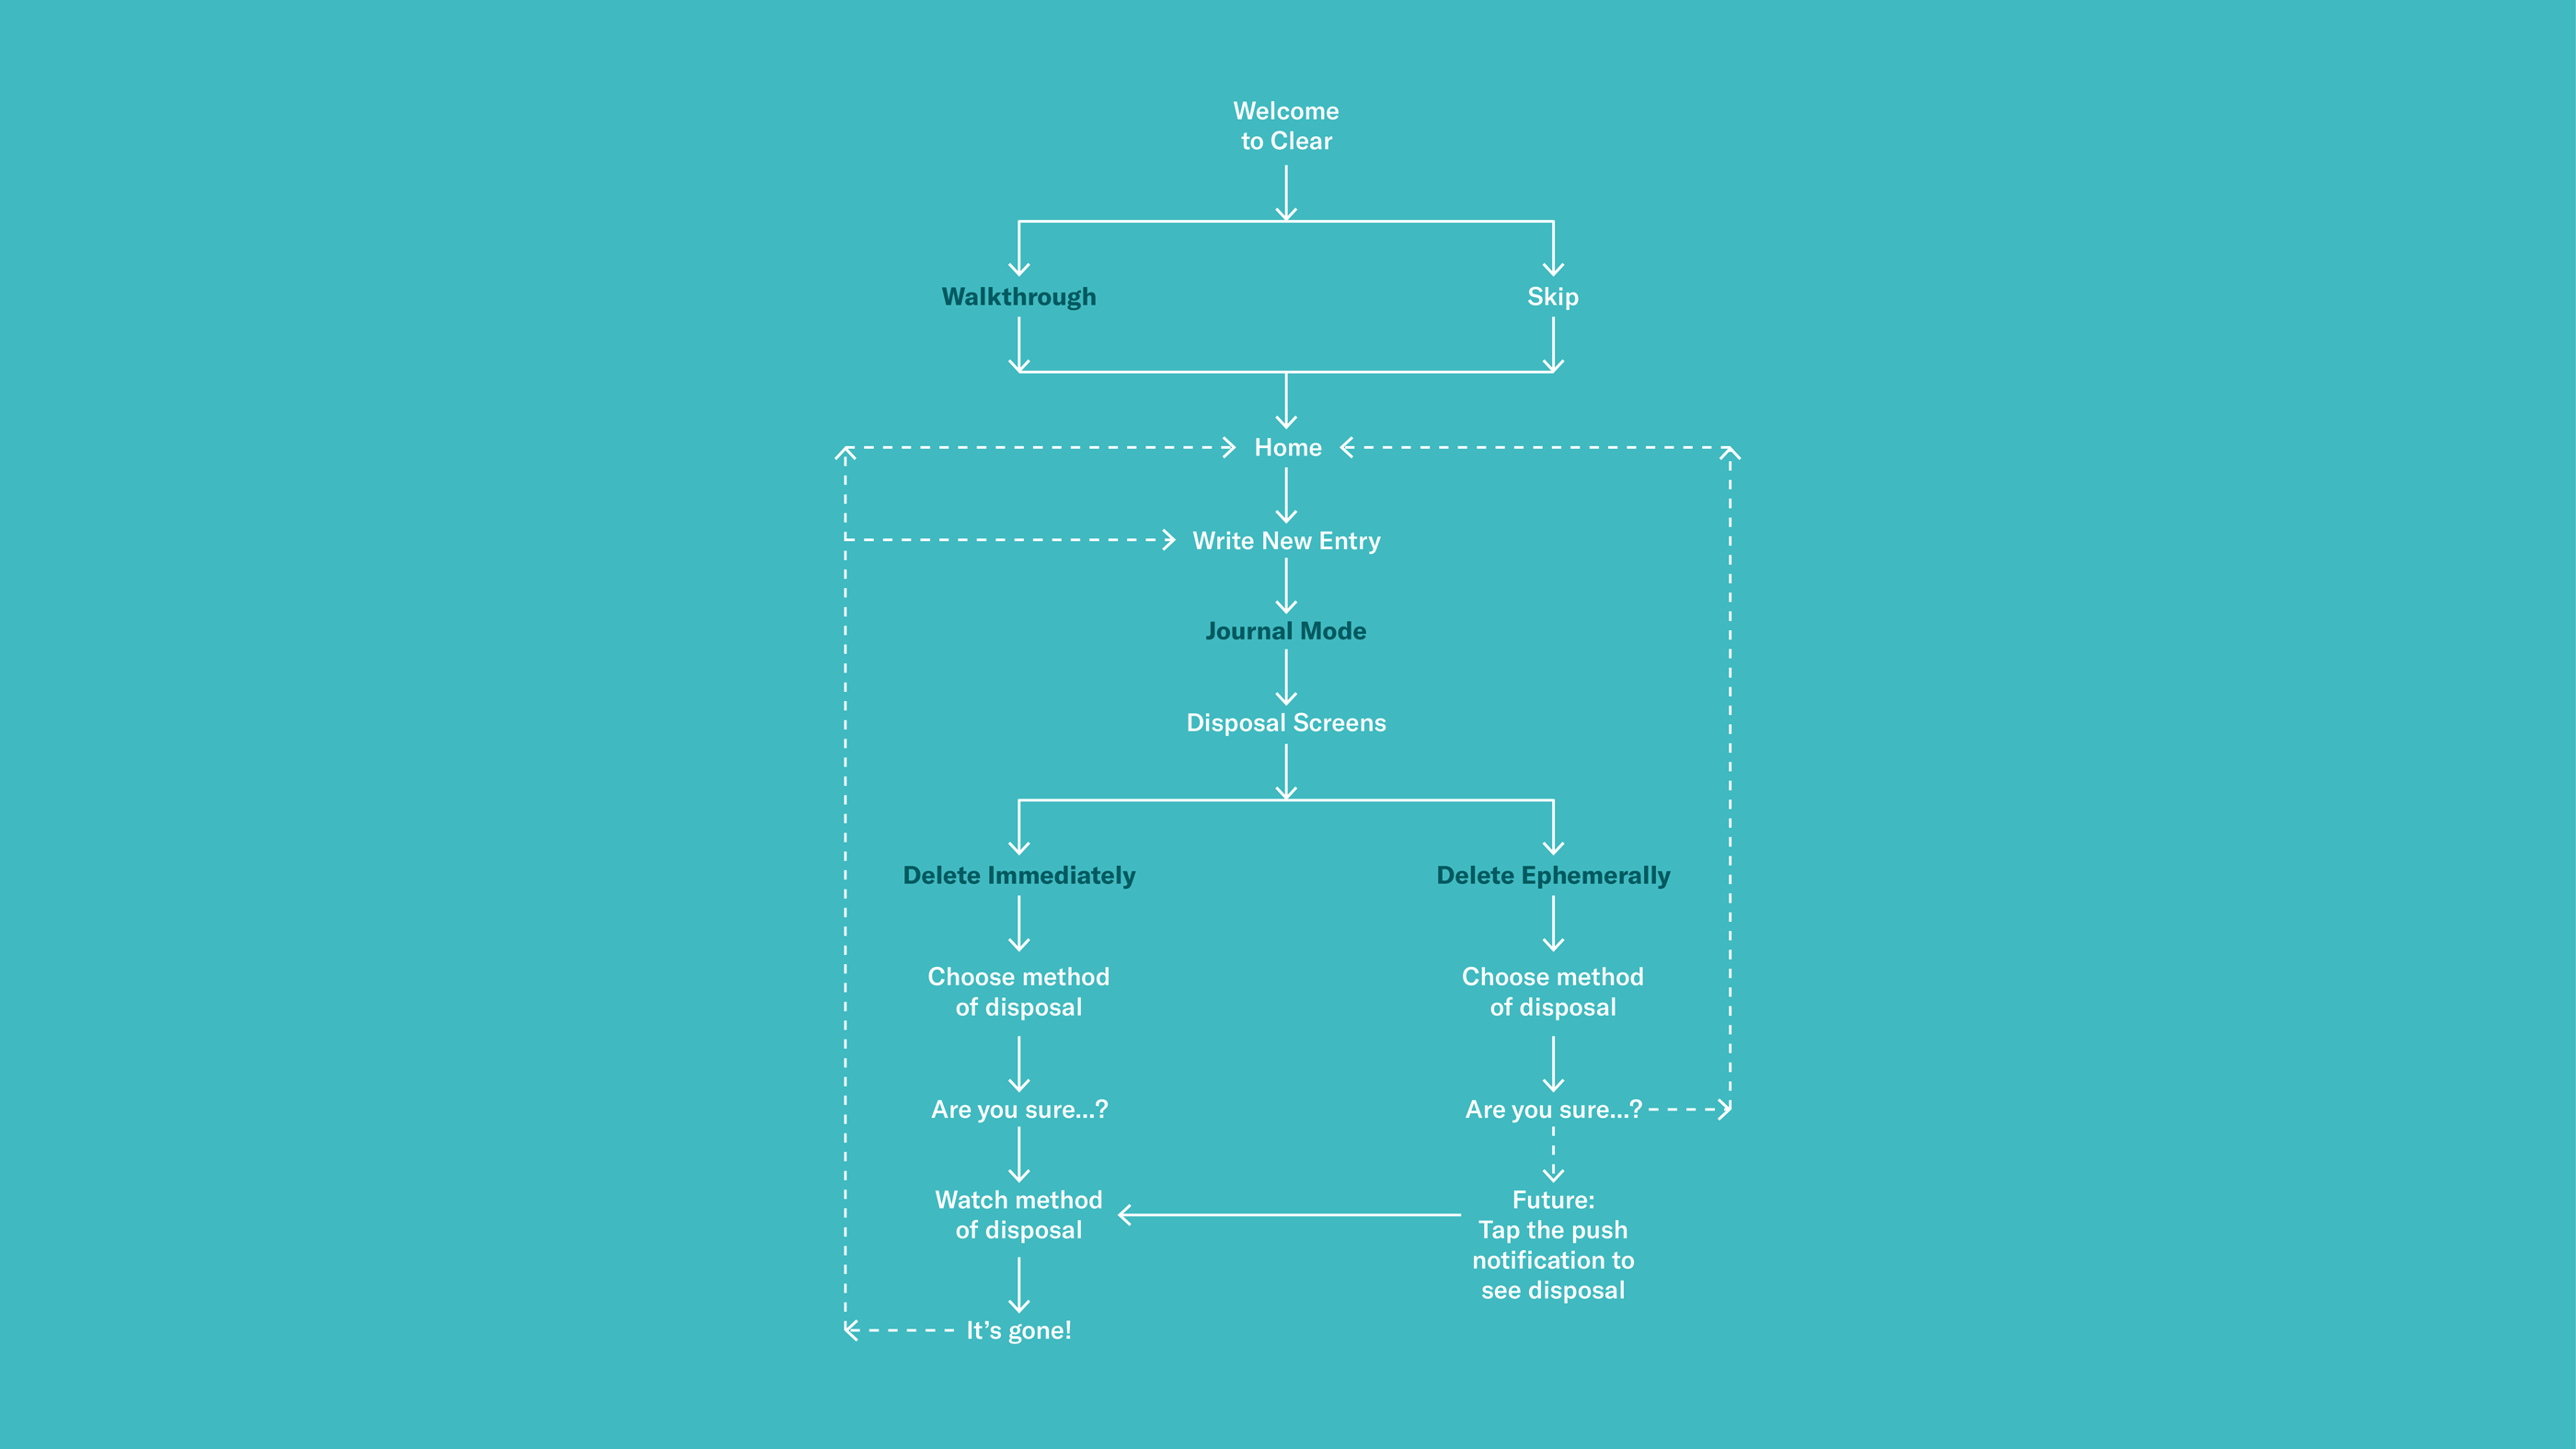 Welcome
to Clear
Walkthrough
Skip
Home
Write New Entry
Journal Mode
Disposal Screens
Delete Immediately
Delete Ephemerally
Choose method
of disposal
Choose method
of disposal
Are you sure...?
Are you sure...?
Watch method
of disposal
Future:
Tap the push
notification to
see disposal
It’s gone!